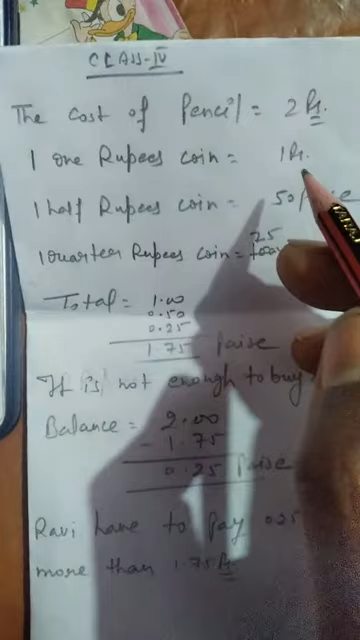 CLASS-IV
The cost of Pencil = 2 Rs.
1 one Rupees coin = 1 Rs.
1 half Rupees coin = 50 paise
1 quarter Rupees coin = 25
Total = 1.00
0.50
0.25
1.75 paise
It is not enough to buy
Balance = 2.00
- 1.75
0.25 paise
Ravi have to pay 0.25
more than 1.75 Rs